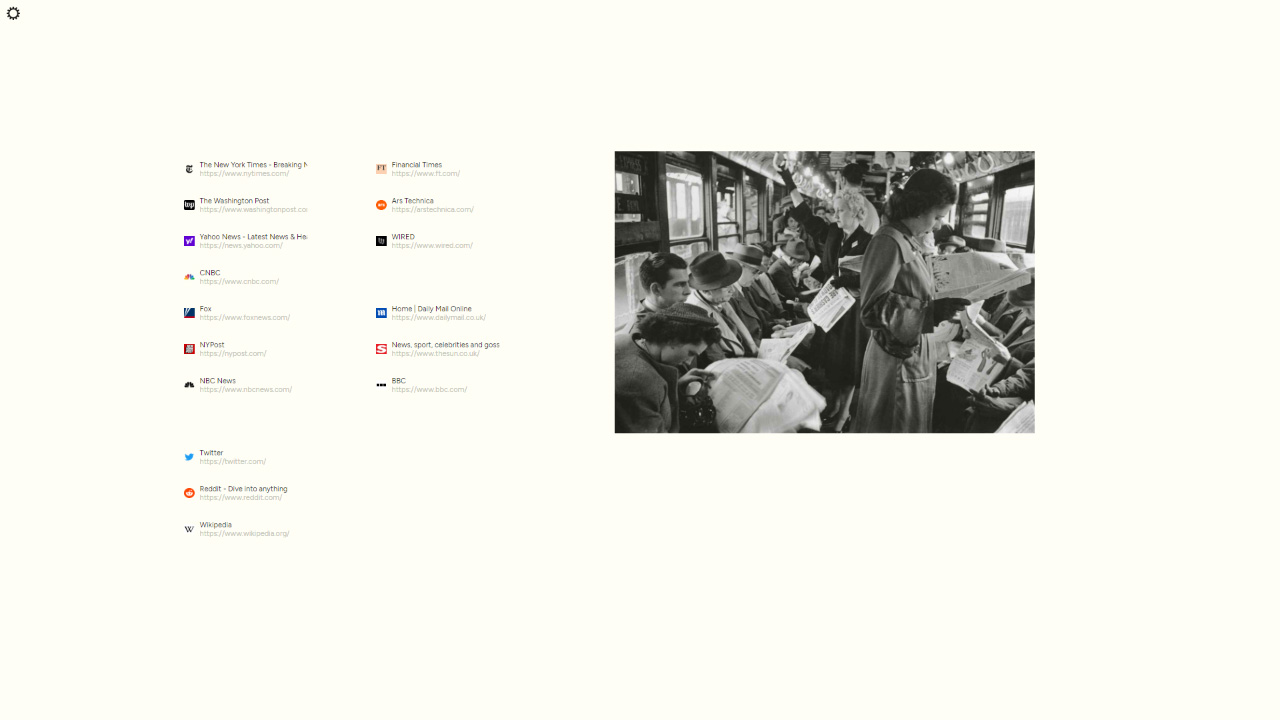 The New York Times - Breaking N
https://www.nytimes.com/
The Washington Post
https://www.washingtonpost.co
Yahoo News - Latest News & He
https://news.yahoo.com/
CNBC
https://www.cnbc.com/
Fox
https://www.foxnews.com/
NYPost
https://nypost.com/
NBC News
https://www.nbcnews.com/
Twitter
https://twitter.com/
Reddit - Dive into anything
https://www.reddit.com/
Wikipedia
https://www.wikipedia.org/
FT
Financial Times
https://www.ft.com/
Ars Technica
https://arstechnica.com/
WIRED
https://www.wired.com/
Home | Daily Mail Online
https://www.dailymail.co.uk/
News, sport, celebrities and goss
https://www.thesun.co.uk/
BBC
https://www.bbc.com/